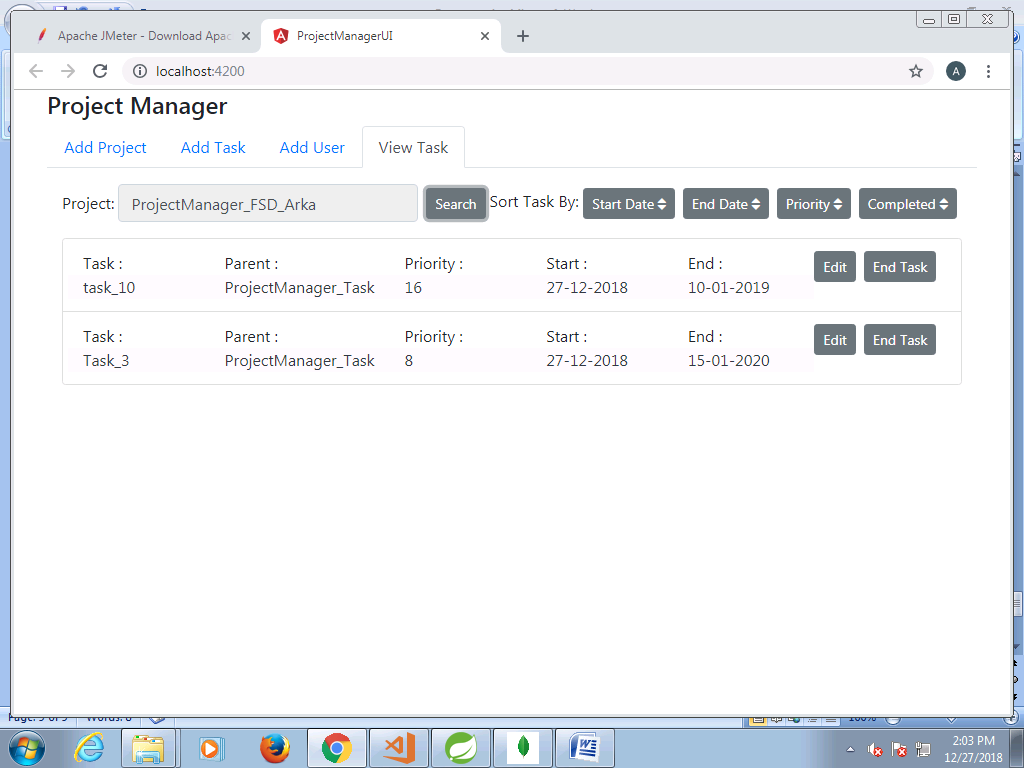 Apache JMeter - Download Apac
ProjectManagerUI
localhost:4200
A
Project Manager
Add Project
Add Task
Add User
View Task
Project: ProjectManager_FSD_Arka Search Sort Task By: Start Date End Date Priority Completed
Task : Parent : Priority : Start : End : Edit End Task
task_10 ProjectManager_Task 16 27-12-2018 10-01-2019
Task : Parent : Priority : Start : End : Edit End Task
Task_3 ProjectManager_Task 8 27-12-2018 15-01-2020
2:03 PM
12/27/2018